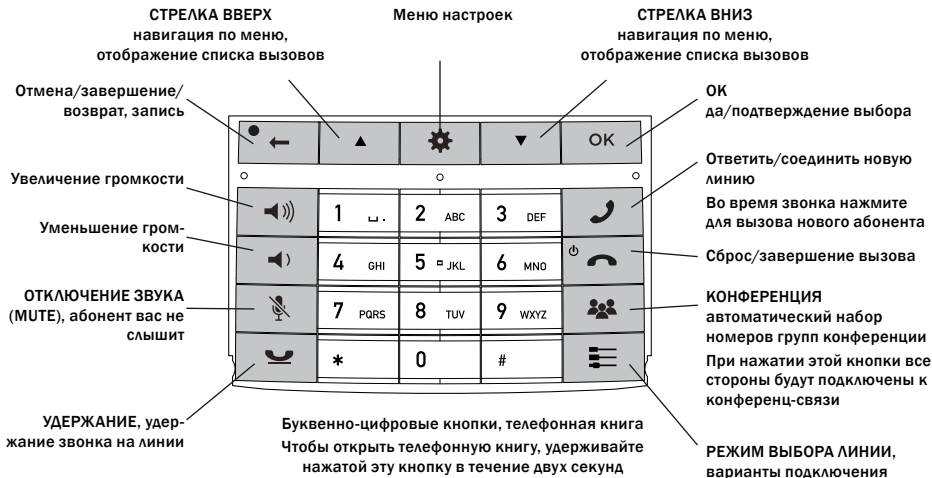 СТРЕЛКА ВВЕРХ
навигация по меню,
отображение списка вызовов
Меню настроек
СТРЕЛКА ВНИЗ
навигация по меню,
отображение списка вызовов
Отмена/завершение/
возврат, запись
OK
да/подтверждение выбора
OK
Увеличение громкости
Ответить/соединить новую
линию
Во время звонка нажмите
для вызова нового абонента
1 ␣ .
2 ABC
3 DEF
Уменьшение гром-
кости
4 GHI
5 JKL
6 MNO
Сброс/завершение вызова
ОТКЛЮЧЕНИЕ ЗВУКА
(MUTE), абонент вас не
слышит
7 PQRS
8 TUV
9 WXYZ
КОНФЕРЕНЦИЯ
автоматический набор
номеров групп конференции
При нажатии этой кнопки все
стороны будут подключены к
конференц-связи
*
0
#
УДЕРЖАНИЕ, удер-
жание звонка на линии
Буквенно-цифровые кнопки, телефонная книга
Чтобы открыть телефонную книгу, удерживайте
нажатой эту кнопку в течение двух секунд
РЕЖИМ ВЫБОРА ЛИНИИ,
варианты подключения